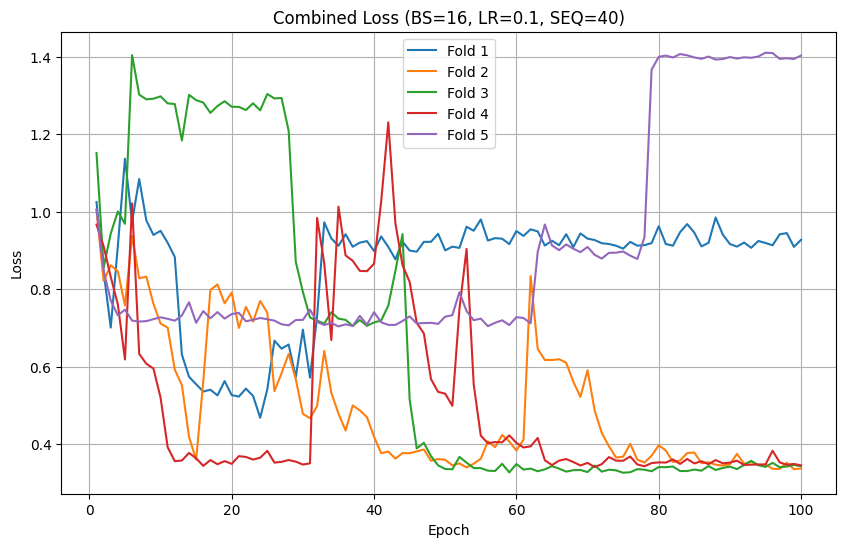 Combined Loss (BS=16, LR=0.1, SEQ=40)
Loss
1.4
1.2
1.0
0.8
0.6
0.4
Fold 1
Fold 2
Fold 3
Fold 4
Fold 5
0
20
40
60
80
100
Epoch